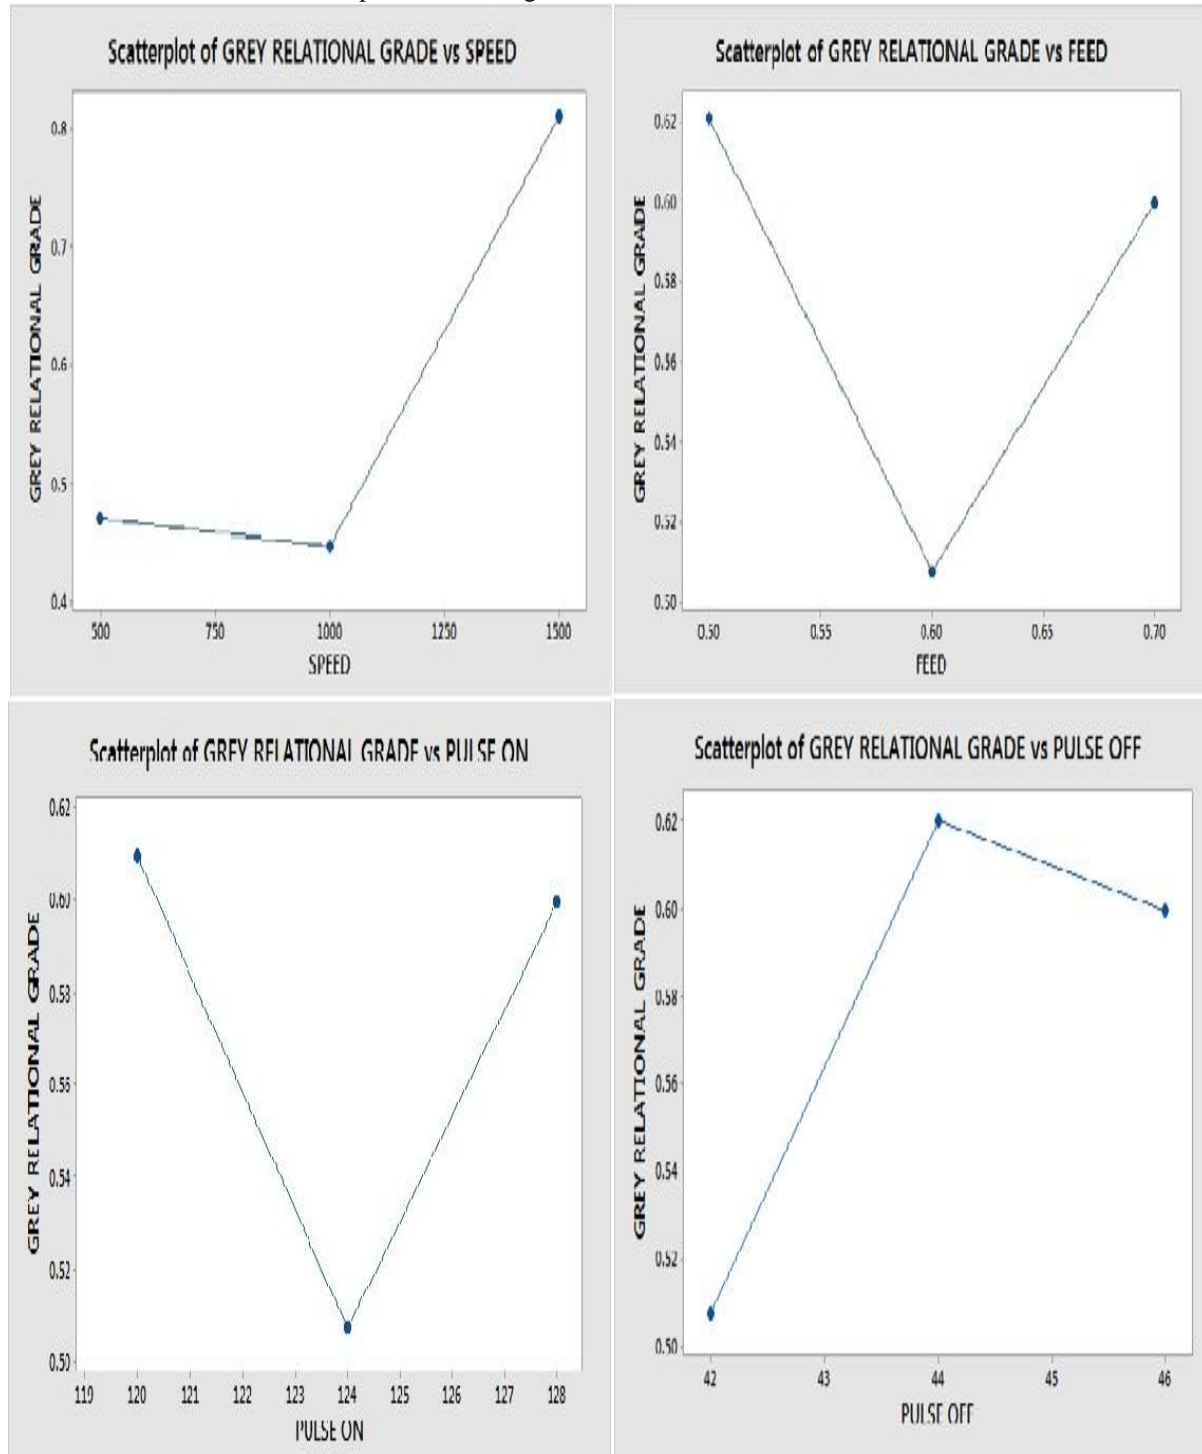 Scatterplot of GREY RELATIONAL GRADE vs SPEED
GREY RELATIONAL GRADE
0.8
0.7
0.6
0.5
0.4
500 750 1000 1250 1500
SPEED
Scatterplot of GREY RELATIONAL GRADE vs FEED
GREY RELATIONAL GRADE
0.62
0.60
0.58
0.56
0.54
0.52
0.50
0.50 0.55 0.60 0.65 0.70
FEED
Scatterplot of GREY RELATIONAL GRADE vs PULSE ON
GREY RELATIONAL GRADE
0.62
0.60
0.58
0.56
0.54
0.52
0.50
119 120 121 122 123 124 125 126 127 128
PULSE ON
Scatterplot of GREY RELATIONAL GRADE vs PULSE OFF
GREY RELATIONAL GRADE
0.62
0.60
0.58
0.56
0.54
0.52
0.50
42 43 44 45 46
PULSE OFF